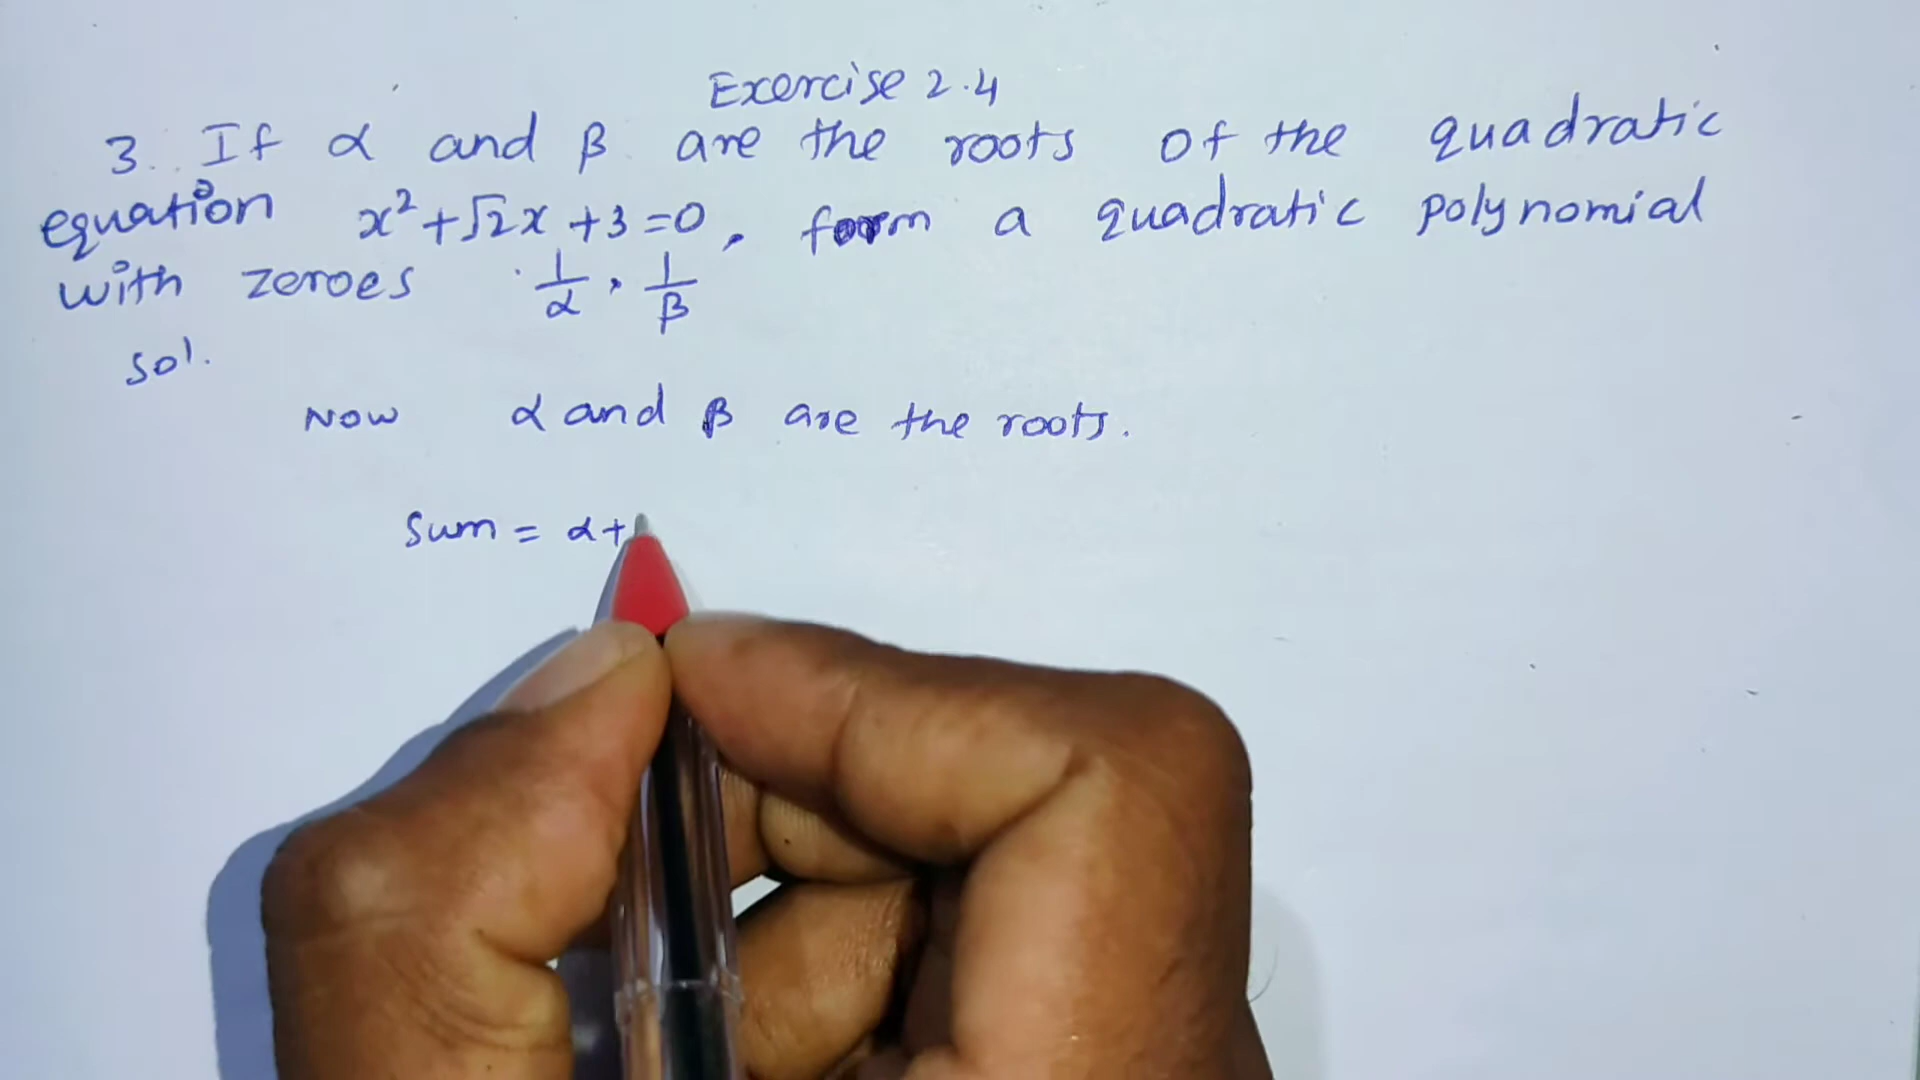 Exercise 2.4
3. If α and β are the roots of the quadratic
equation x² + √2x + 3 = 0, form a quadratic polynomial
with zeroes 1/α, 1/β
Sol.
Now α and β are the roots.
Sum = α +